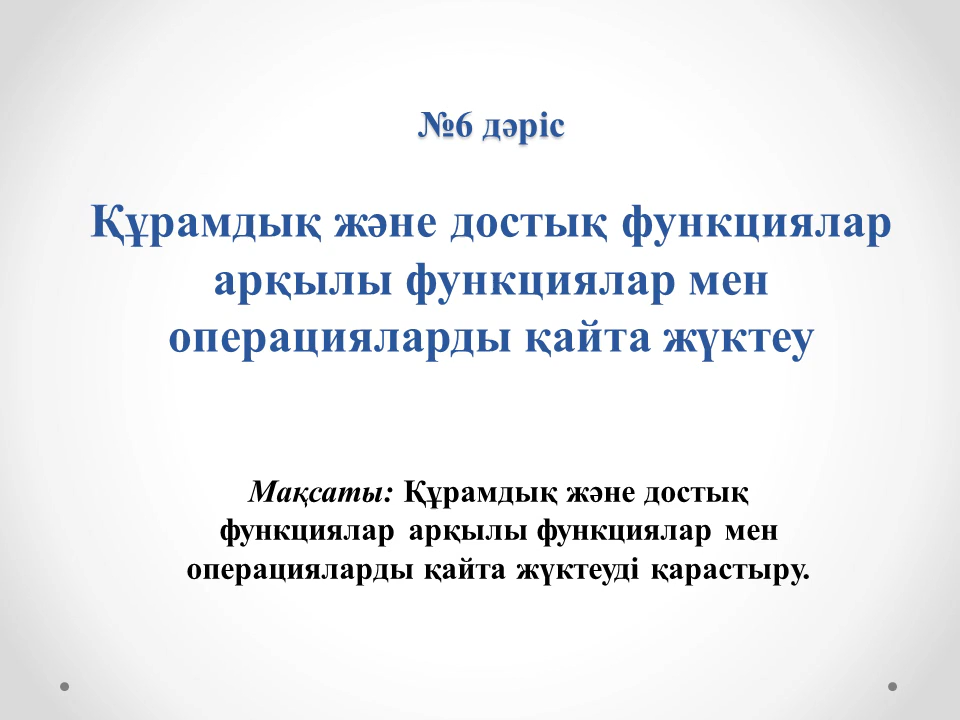 №6 дәріс
Құрамдық және достық функциялар
арқылы функциялар мен
операцияларды қайта жүктеу
Мақсаты: Құрамдық және достық
функциялар арқылы функциялар мен
операцияларды қайта жүктеуді қарастыру.